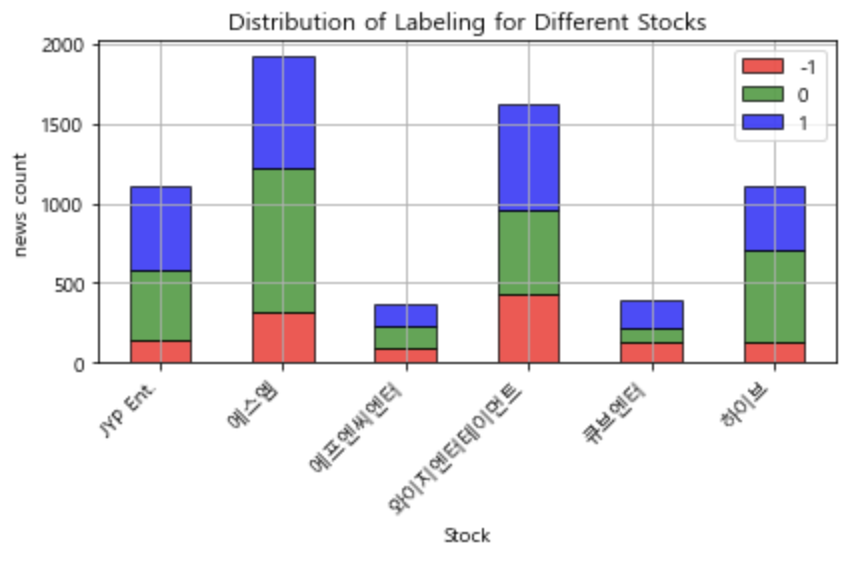 Distribution of Labeling for Different Stocks
2000
1500
1000
500
0
news count
-1
0
1
JYP Ent.
에스엠
에프엔씨엔터
와이지엔터테이먼트
큐브엔터
하이브
Stock